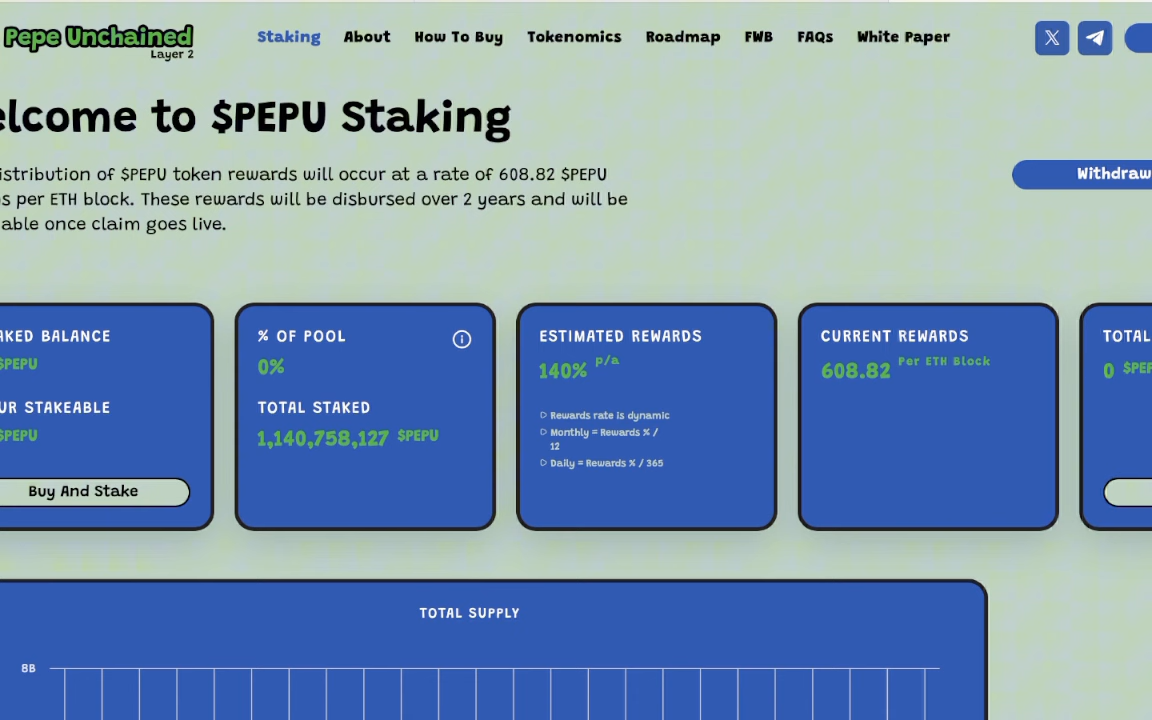 Pepe Unchained
Layer 2
Staking About How To Buy Tokenomics Roadmap FWB FAQs White Paper
elcome to $PEPU Staking
istribution of $PEPU token rewards will occur at a rate of 608.82 $PEPU
s per ETH block. These rewards will be disbursed over 2 years and will be
able once claim goes live.
Withdraw
AKED BALANCE
$PEPU
UR STAKEABLE
$PEPU
Buy And Stake
% OF POOL
0%
TOTAL STAKED
1,140,758,127 $PEPU
ESTIMATED REWARDS
140% p/a
Rewards rate is dynamic
Monthly = Rewards % /
12
Daily = Rewards % / 365
CURRENT REWARDS
608.82 Per ETH Block
TOTAL
0 $PEP
TOTAL SUPPLY
8B